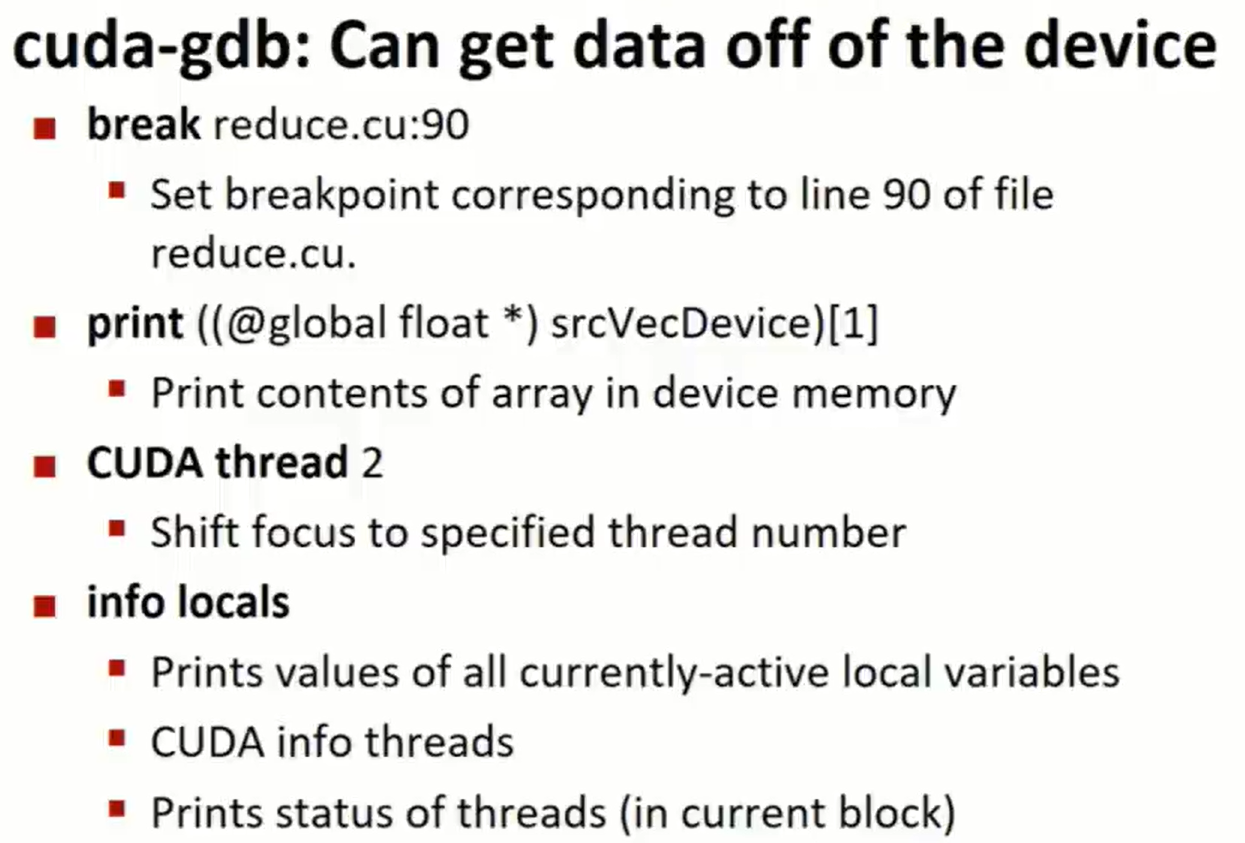 cuda-gdb: Can get data off of the device
break reduce.cu:90
Set breakpoint corresponding to line 90 of file
reduce.cu.
print ((@global float *) srcVecDevice)[1]
Print contents of array in device memory
CUDA thread 2
Shift focus to specified thread number
info locals
Prints values of all currently-active local variables
CUDA info threads
Prints status of threads (in current block)